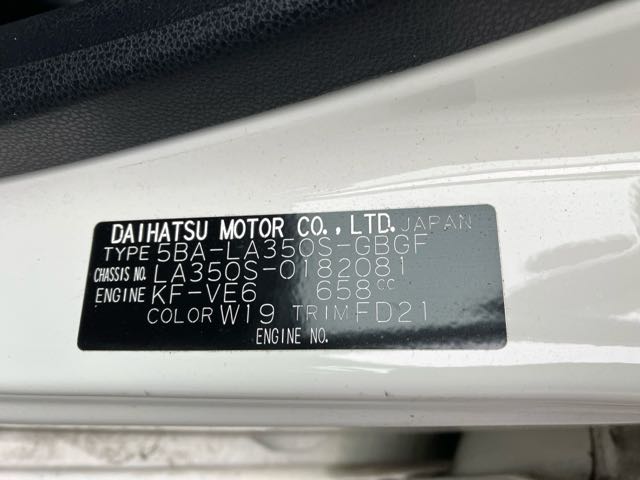 DAIHATSU MOTOR CO.,LTD. JAPAN
TYPE 5BA-LA350S-GBGF
CHASSIS NO. LA350S-0182081
ENGINE KF-VE6 658cc
COLOR W19 TRIM FD21
ENGINE NO.